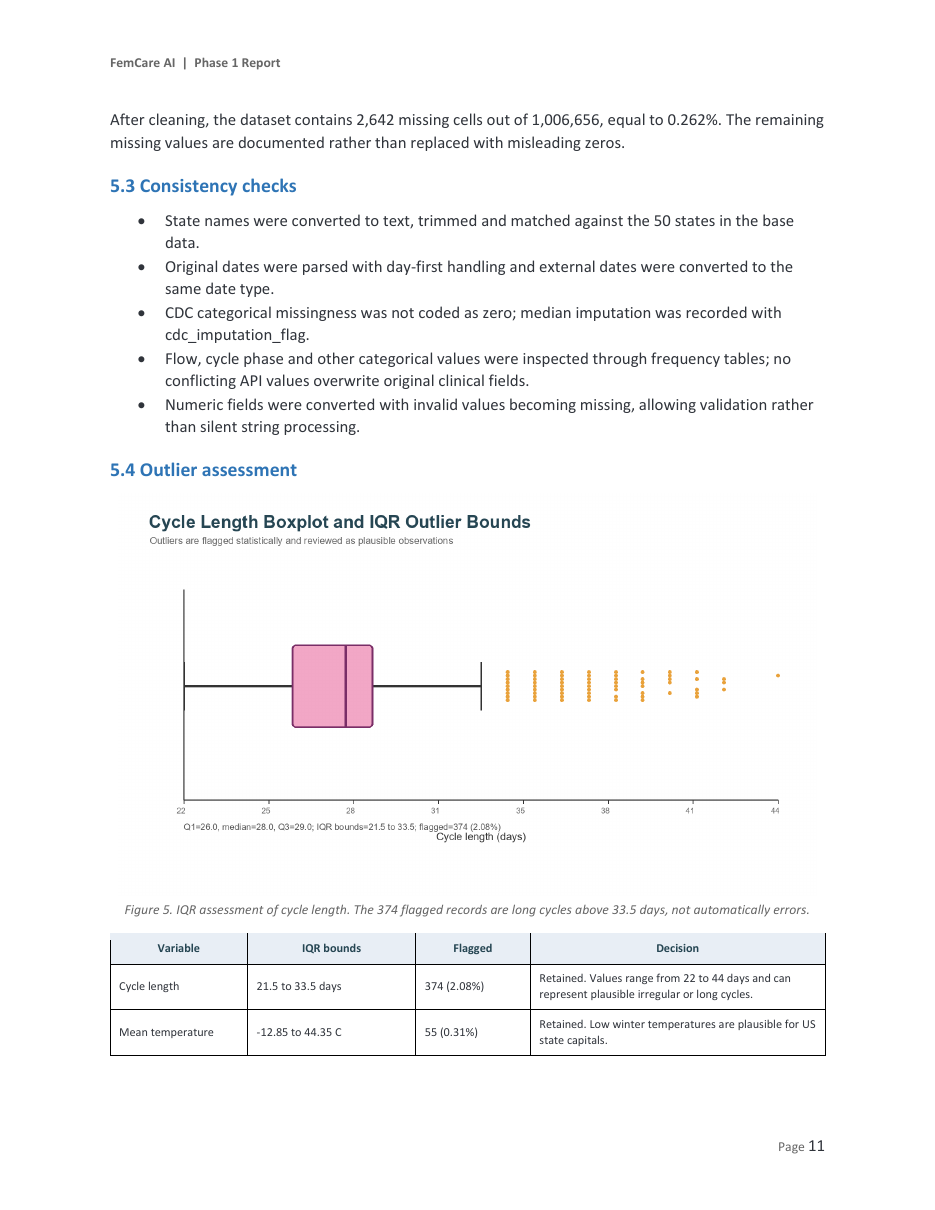 FemCare AI | Phase 1 Report
After cleaning, the dataset contains 2,642 missing cells out of 1,006,656, equal to 0.262%. The remaining
missing values are documented rather than replaced with misleading zeros.
5.3 Consistency checks
• State names were converted to text, trimmed and matched against the 50 states in the base
data.
• Original dates were parsed with day-first handling and external dates were converted to the
same date type.
• CDC categorical missingness was not coded as zero; median imputation was recorded with
cdc_imputation_flag.
• Flow, cycle phase and other categorical values were inspected through frequency tables; no
conflicting API values overwrite original clinical fields.
• Numeric fields were converted with invalid values becoming missing, allowing validation rather
than silent string processing.
5.4 Outlier assessment
Cycle Length Boxplot and IQR Outlier Bounds
Outliers are flagged statistically and reviewed as plausible observations
22 25 28 31 35 38 41 44
Q1=26.0, median=28.0, Q3=29.0; IQR bounds=21.5 to 33.5; flagged=374 (2.08%)
Cycle length (days)
Figure 5. IQR assessment of cycle length. The 374 flagged records are long cycles above 33.5 days, not automatically errors.
Variable IQR bounds Flagged Decision
Cycle length 21.5 to 33.5 days 374 (2.08%) Retained. Values range from 22 to 44 days and can
represent plausible irregular or long cycles.
Mean temperature -12.85 to 44.35 C 55 (0.31%) Retained. Low winter temperatures are plausible for US
state capitals.
Page 11